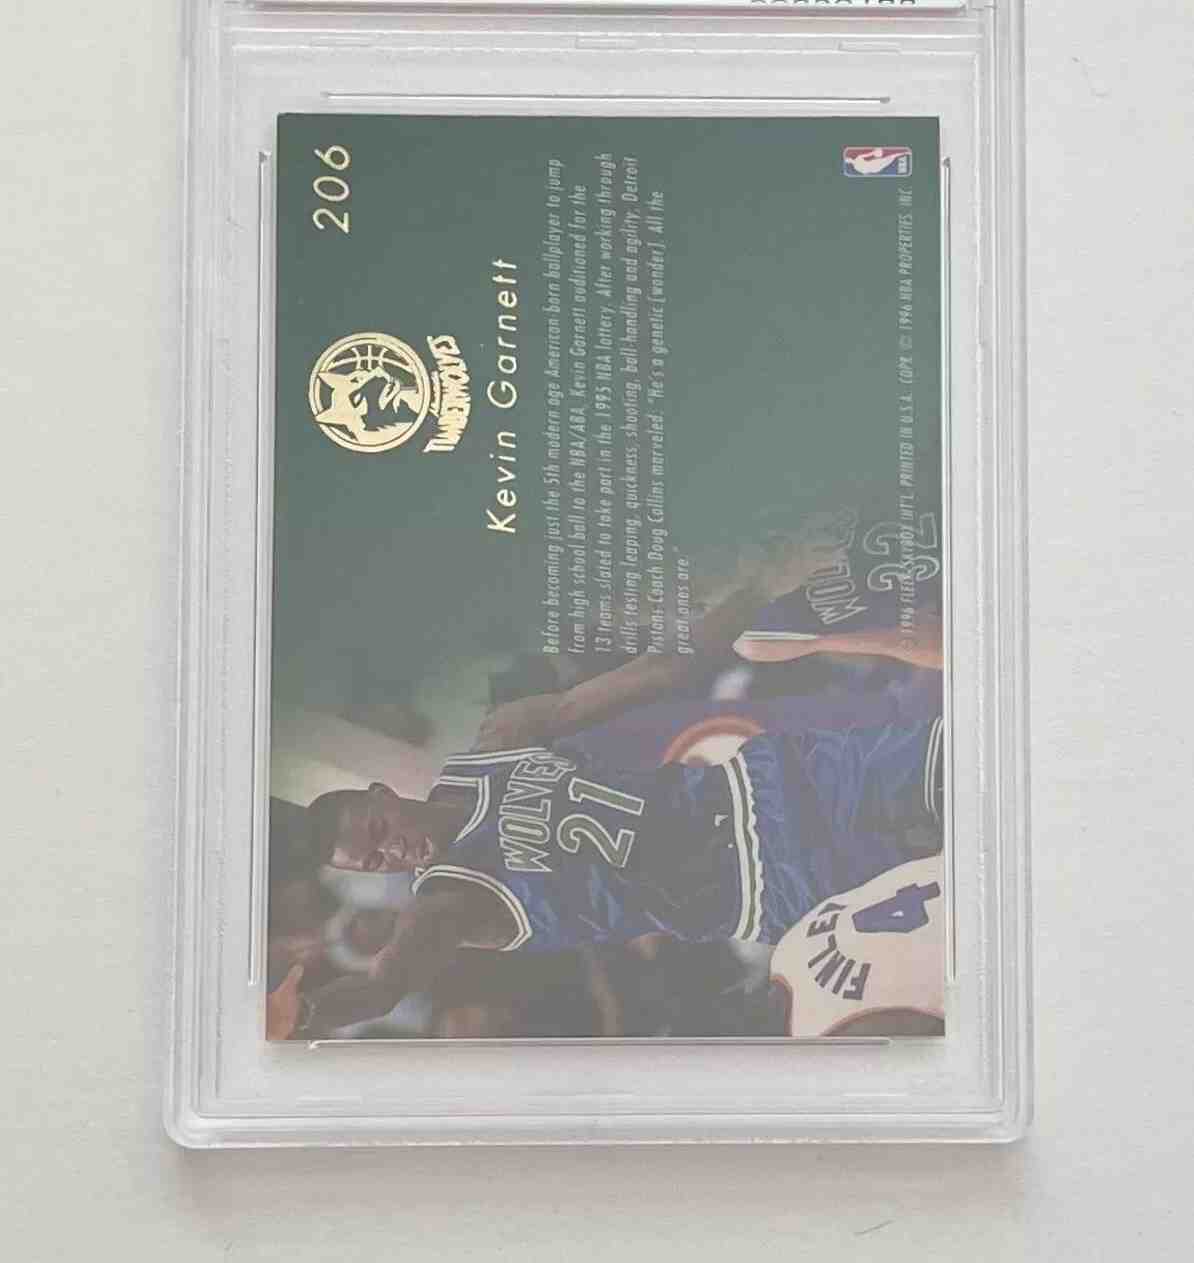 206
TIMBERWOLVES
Kevin Garnett
Before becoming just the 5th modern age American-born ballplayer to jump
from high school ball to the NBA/ABA, Kevin Garnett auditioned for the
13 teams slated to take part in the 1995 NBA lottery. After working through
drills testing leaping, quickness, shooting, ball-handling and agility, Detroit
Pistons Coach Doug Collins marveled: "He's a genetic [wonder]. All the
great ones are."
NBA
© 1996 FLEER/SKYBOX INT'L. PRINTED IN U.S.A. COPR. © 1996 NBA PROPERTIES, INC.
WOLVES
21
WOLVES
32
FINLEY
4